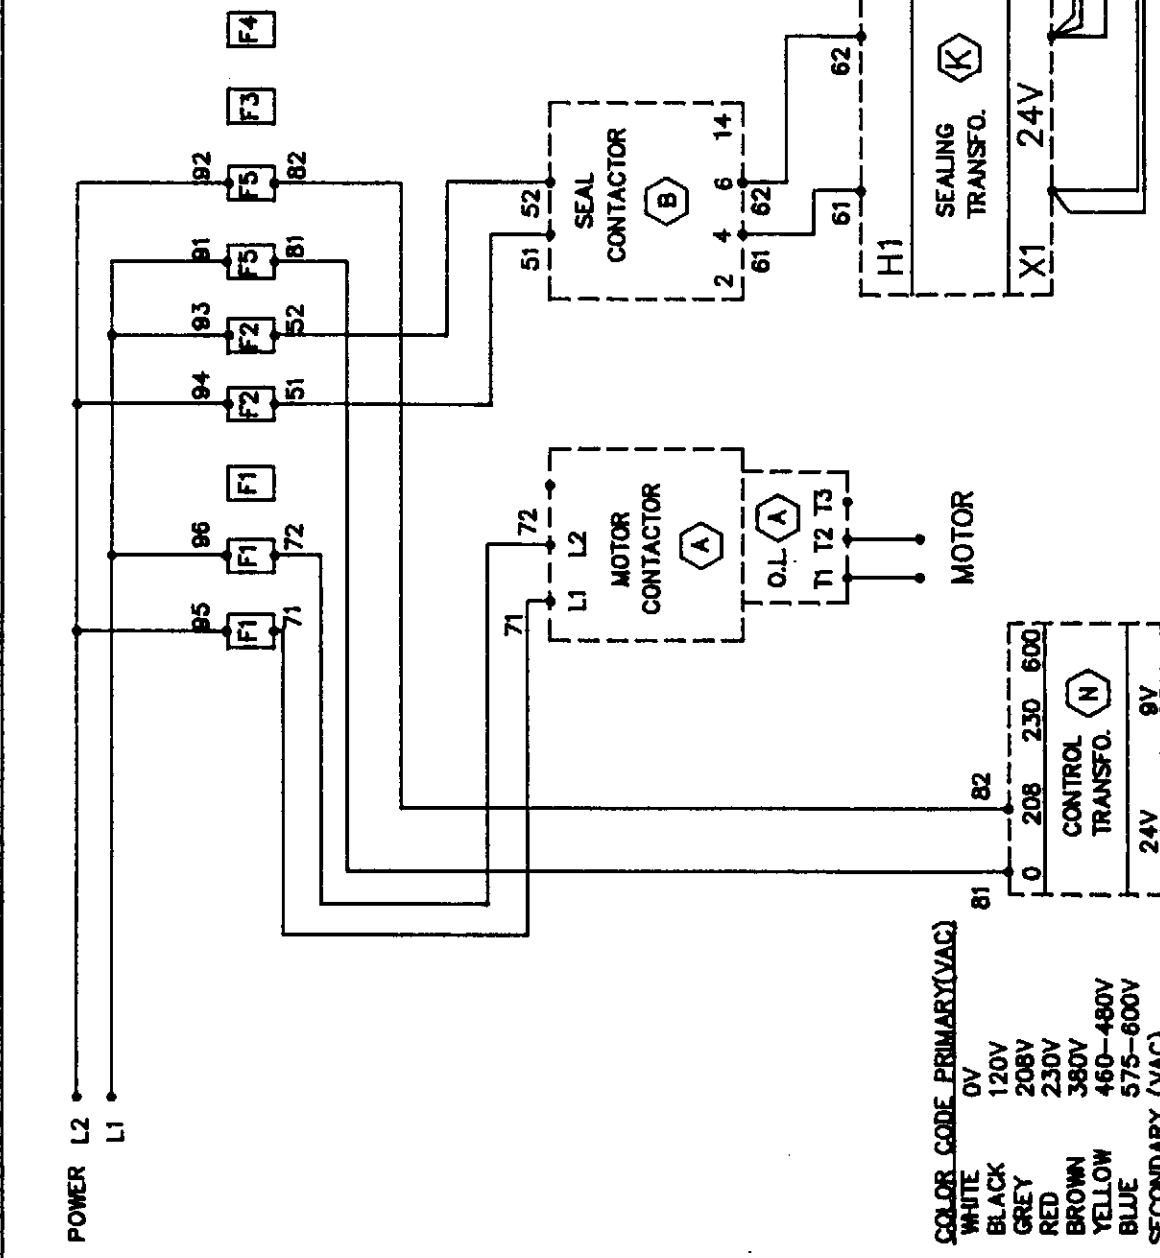 POWER L2
L1
95
F1
71
96
F1
72
F1
94
F2
51
93
F2
52
91
F5
81
92
F5
82
F3
F4
71
72
L1 L2
MOTOR
CONTACTOR
A
O.L. A
T1 T2 T3
MOTOR
51 52
SEAL
CONTACTOR
B
2 4 6 14
61 62
61 62
H1
SEALING
TRANSFO.
K
X1 24V
81 82
0 208 230 600
CONTROL
TRANSFO.
N
24V 9V
COLOR CODE PRIMARY(VAC)
WHITE 0V
BLACK 120V
GREY 208V
RED 230V
BROWN 380V
YELLOW 460-480V
BLUE 575-600V
SECONDARY (VAC)